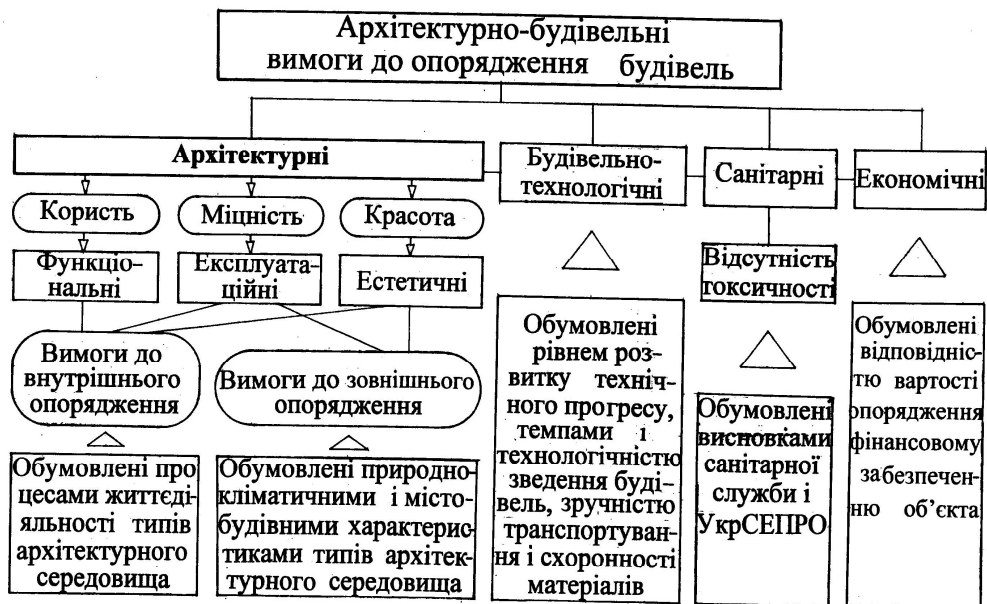 Архітектурно-будівельні
вимоги до опорядження будівель
Архітектурні
Будівельно-
технологічні
Санітарні
Економічні
Користь
Міцність
Красота
Функціо-
нальні
Експлуата-
ційні
Естетичні
Відсутність
токсичності
Вимоги до
внутрішнього
опорядження
Вимоги до зовнішнього
опорядження
Обумовлені про
цесами життєді-
яльності типів
архітектурного
середовища
Обумовлені природно-
кліматичними і місто-
будівними характерис-
тиками типів архітек-
турного середовища
Обумовлені
рівнем роз-
витку техніч-
ного прогресу,
темпами і
технологічністю
зведення буді-
вель, зручністю
транспортуван-
ня і схоронності
матеріалів
Обумовлені
висновками
санітарної
служби і
УкрСЕПРО
Обумовлені
відповідніс-
тю вартості
опорядження
фінансовому
забезпечен-
ню об’єкта